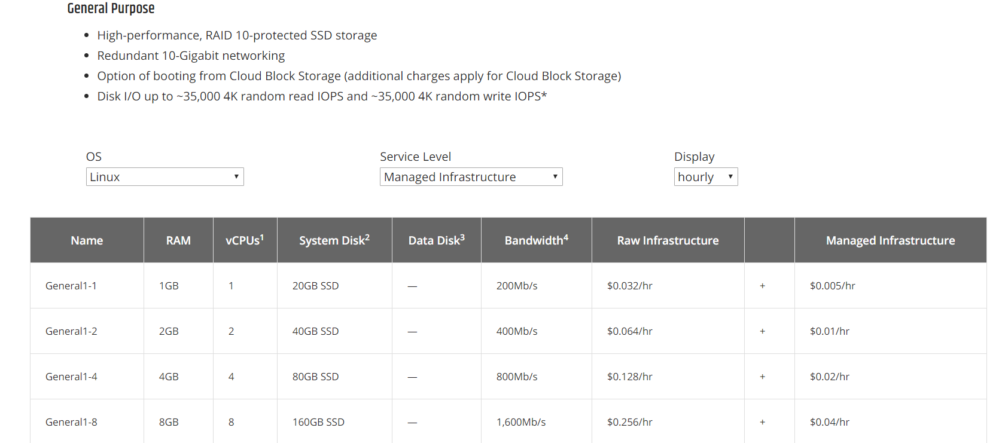 General Purpose
• High-performance, RAID 10-protected SSD storage
• Redundant 10-Gigabit networking
• Option of booting from Cloud Block Storage (additional charges apply for Cloud Block Storage)
• Disk I/O up to ~35,000 4K random read IOPS and ~35,000 4K random write IOPS*
OS Service Level Display
Linux Managed Infrastructure hourly
Name RAM vCPUs¹ System Disk² Data Disk³ Bandwidth⁴ Raw Infrastructure Managed Infrastructure
General1-1 1GB 1 20GB SSD — 200Mb/s $0.032/hr + $0.005/hr
General1-2 2GB 2 40GB SSD — 400Mb/s $0.064/hr + $0.01/hr
General1-4 4GB 4 80GB SSD — 800Mb/s $0.128/hr + $0.02/hr
General1-8 8GB 8 160GB SSD — 1,600Mb/s $0.256/hr + $0.04/hr